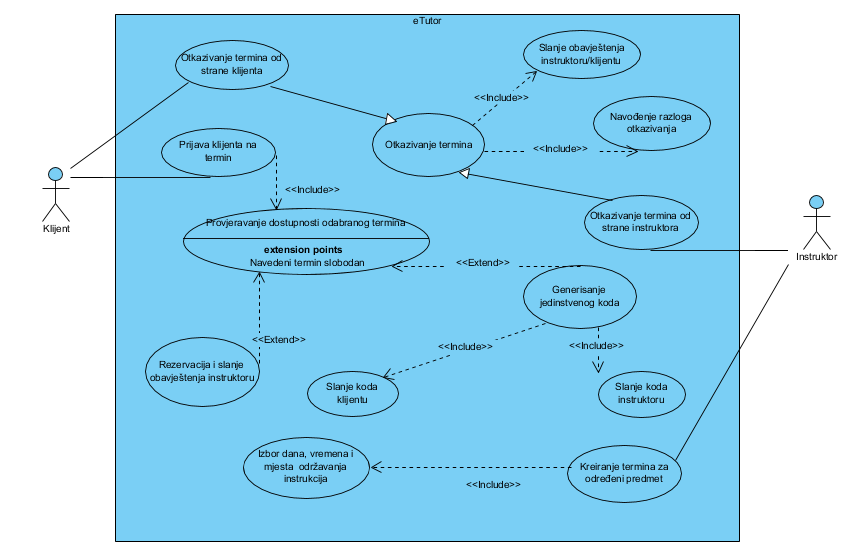 eTutor
Otkazivanje termina od
strane klijenta
Slanje obavještenja
instruktoru/klijentu
<<Include>>
Navođenje razloga
otkazivanja
Otkazivanje termina
<<Include>>
Prijava klijenta na
termin
<<Include>>
Klijent
Provjeravanje dostupnosti odabranog termina
extension points
Navedeni termin slobodan
Otkazivanje termina od
strane instruktora
Instruktor
<<Extend>>
Generisanje
jedinstvenog koda
<<Extend>>
<<Include>>
<<Include>>
Rezervacija i slanje
obavještenja instruktoru
Slanje koda
klijentu
Slanje koda
instruktoru
Izbor dana, vremena i
mjesta održavanja
instrukcija
<<Include>>
Kreiranje termina za
određeni predmet